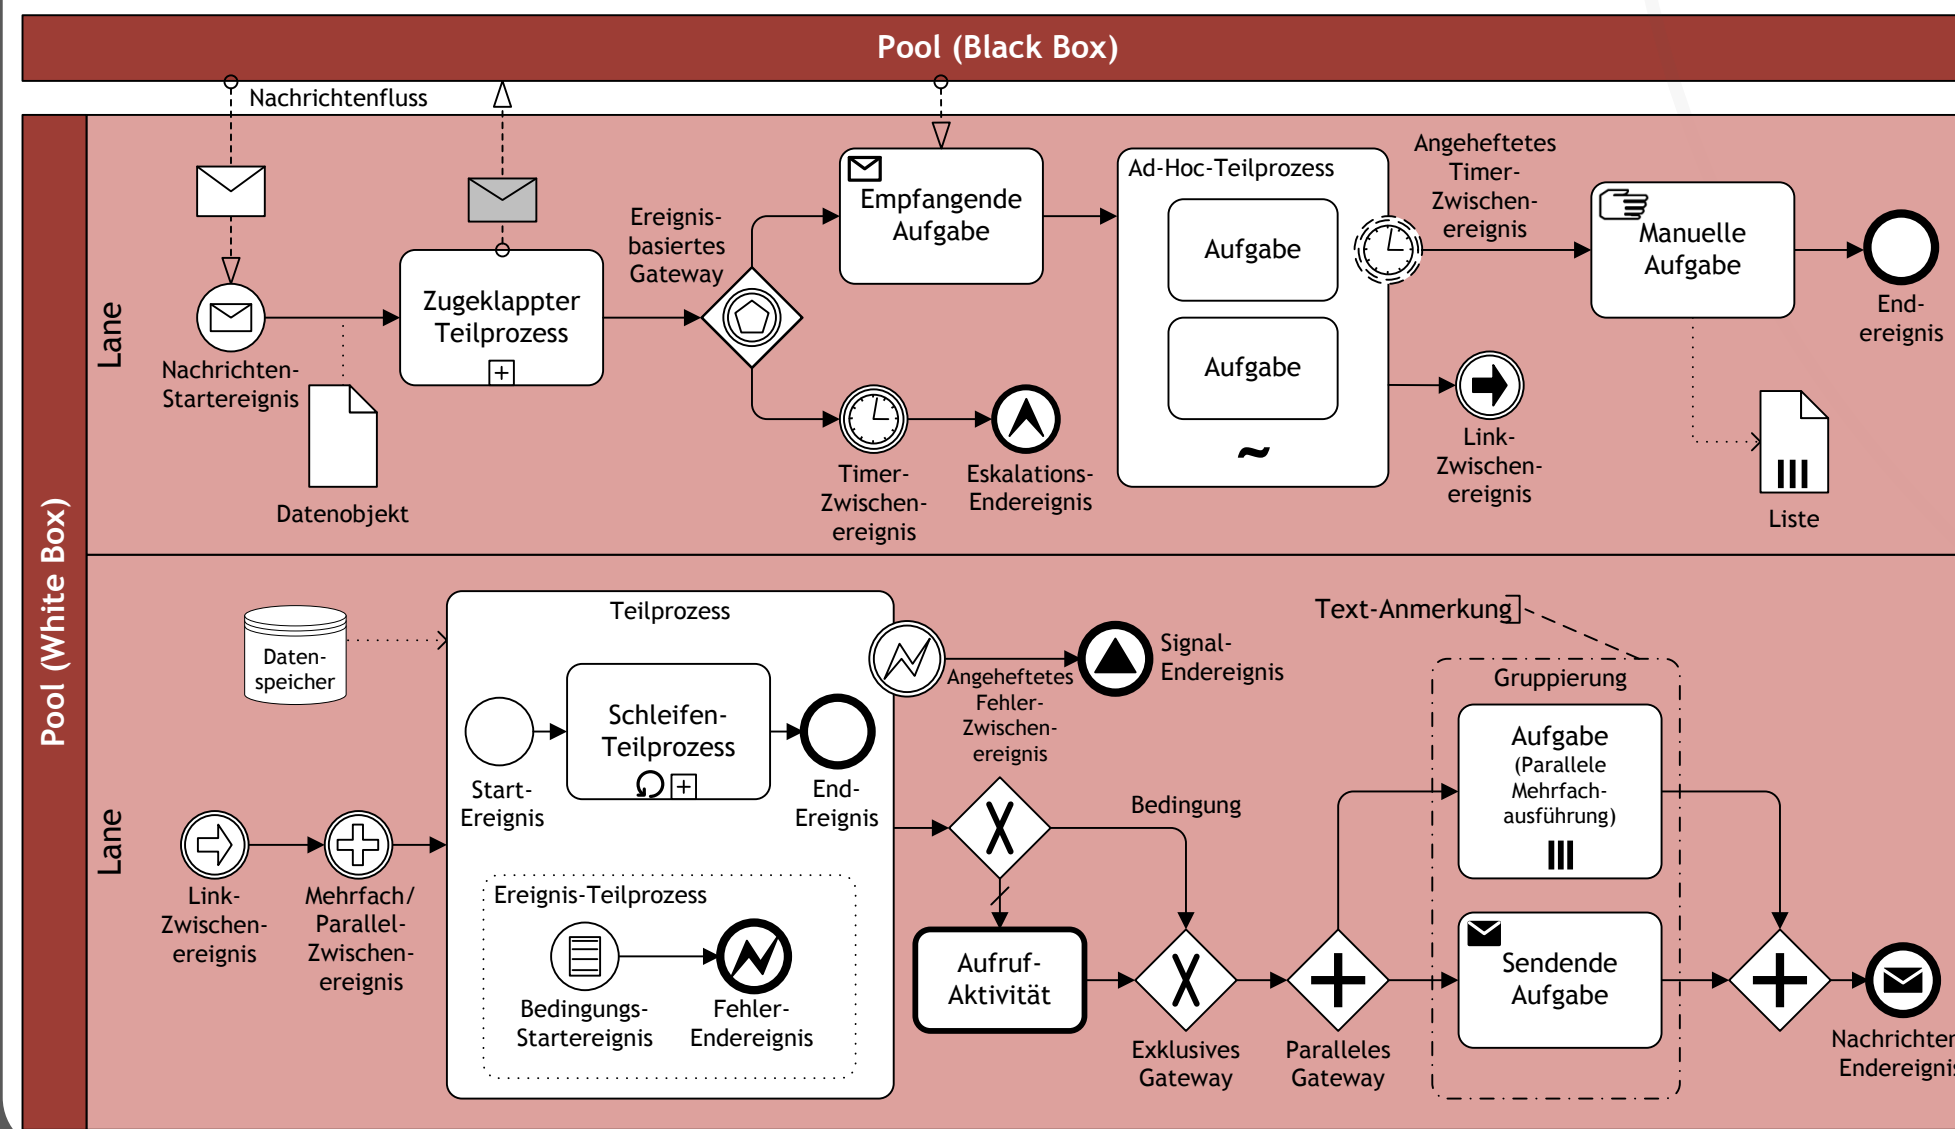 Pool (Black Box)
Nachrichtenfluss
Pool (White Box)
Lane
Nachrichten-
Startereignis
Datenobjekt
Zugeklappter
Teilprozess
Ereignis-
basiertes
Gateway
Empfangende
Aufgabe
Timer-
Zwischen-
ereignis
Eskalations-
Endereignis
Ad-Hoc-Teilprozess
Aufgabe
Aufgabe
Angeheftetes
Timer-
Zwischen-
ereignis
Link-
Zwischen-
ereignis
Manuelle
Aufgabe
Liste
End-
ereignis
Lane
Daten-
speicher
Link-
Zwischen-
ereignis
Mehrfach/
Parallel-
Zwischen-
ereignis
Teilprozess
Start-
Ereignis
Schleifen-
Teilprozess
End-
Ereignis
Ereignis-Teilprozess
Bedingungs-
Startereignis
Fehler-
Endereignis
Angeheftetes
Fehler-
Zwischen-
ereignis
Signal-
Endereignis
Bedingung
Aufruf-
Aktivität
Exklusives
Gateway
Paralleles
Gateway
Text-Anmerkung
Gruppierung
Aufgabe
(Parallele
Mehrfach-
ausführung)
Sendende
Aufgabe
Nachrichten
Endereignis